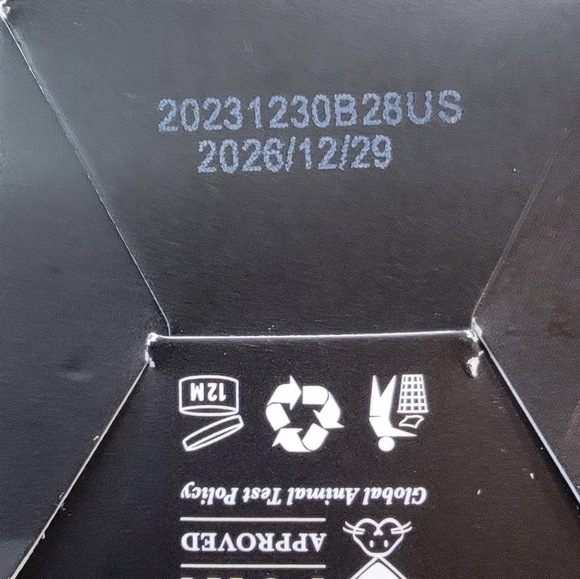 20231230B28US
2026/12/29
12M
Global Animal Test Policy
APPROVED